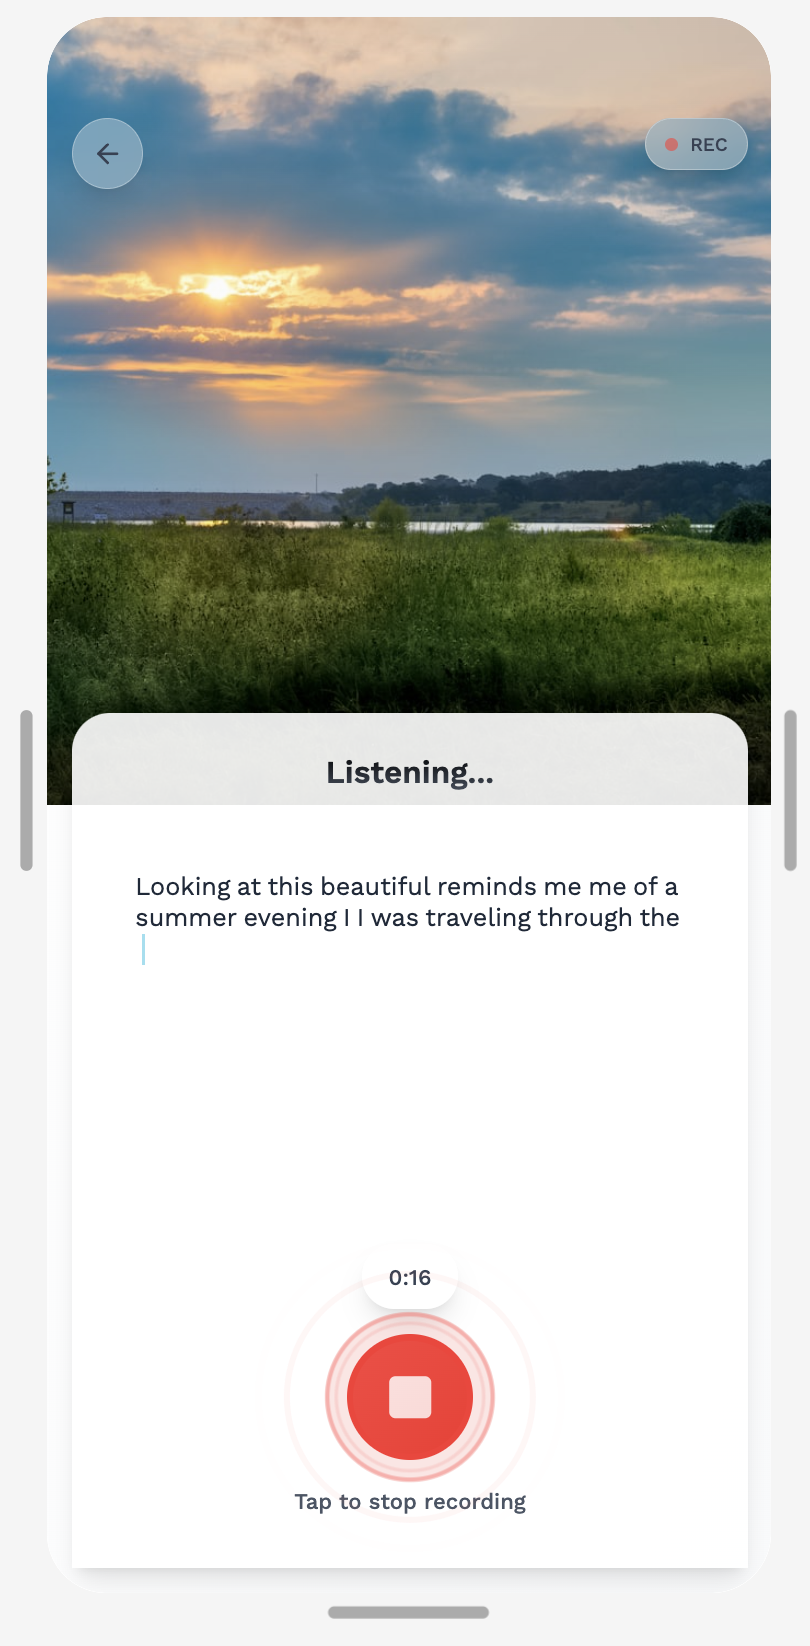 REC
Listening...
Looking at this beautiful reminds me me of a
summer evening I I was traveling through the
0:16
Tap to stop recording